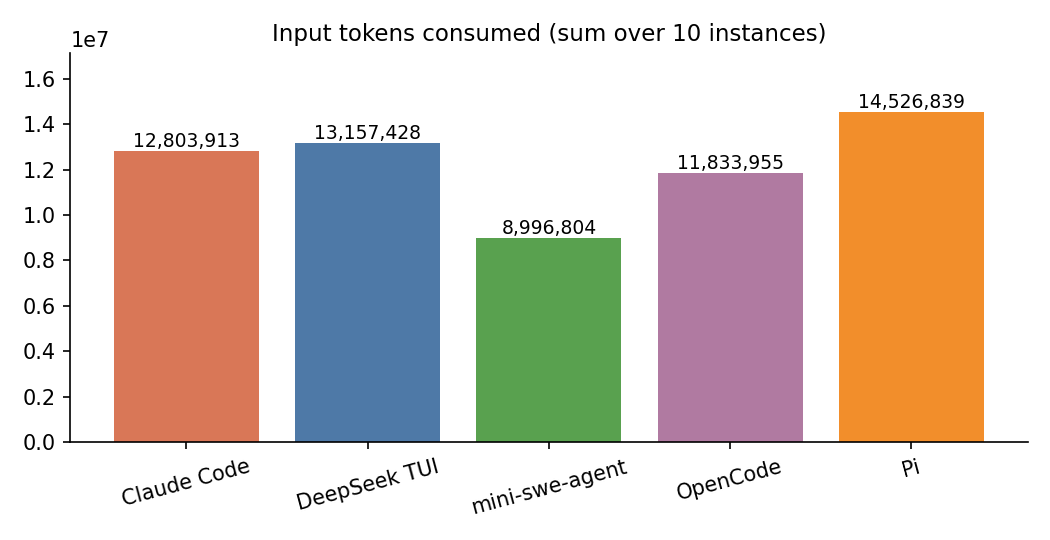 Input tokens consumed (sum over 10 instances)
1e7
1.6
1.4
1.2
1.0
0.8
0.6
0.4
0.2
0.0
12,803,913
13,157,428
8,996,804
11,833,955
14,526,839
Claude Code
DeepSeek TUI
mini-swe-agent
OpenCode
Pi